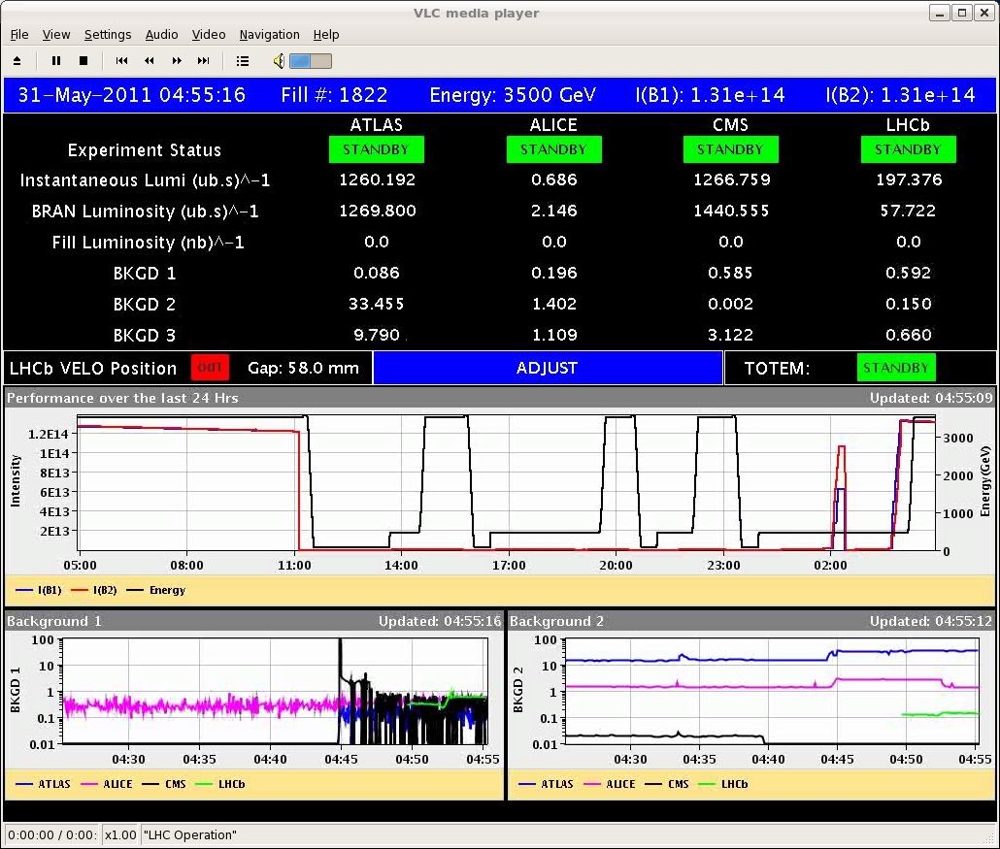 VLC media player
File View Settings Audio Video Navigation Help
31-May-2011 04:55:16 Fill #: 1822 Energy: 3500 GeV I(B1): 1.31e+14 I(B2): 1.31e+14
ATLAS ALICE CMS LHCb
Experiment Status STANDBY STANDBY STANDBY STANDBY
Instantaneous Lumi (ub.s)^-1 1260.192 0.686 1266.759 197.376
BRAN Luminosity (ub.s)^-1 1269.800 2.146 1440.555 57.722
Fill Luminosity (nb)^-1 0.0 0.0 0.0 0.0
BKGD 1 0.086 0.196 0.585 0.592
BKGD 2 33.455 1.402 0.002 0.150
BKGD 3 9.790 1.109 3.122 0.660
LHCb VELO Position OUT Gap: 58.0 mm ADJUST TOTEM: STANDBY
Performance over the last 24 Hrs Updated: 04:55:09
Intensity
1.2E14
1E14
8E13
6E13
4E13
2E13
3000
2000
1000
0
Energy(GeV)
05:00 08:00 11:00 14:00 17:00 20:00 23:00 02:00
I(B1) I(B2) Energy
Background 1 Updated: 04:55:16
BKGD 1
100
10
1
0.1
0.01
04:30 04:35 04:40 04:45 04:50 04:55
ATLAS ALICE CMS LHCb
Background 2 Updated: 04:55:12
BKGD 2
100
10
1
0.1
0.01
04:30 04:35 04:40 04:45 04:50 04:55
ATLAS ALICE CMS LHCb
0:00:00 / 0:00: x1.00 "LHC Operation"